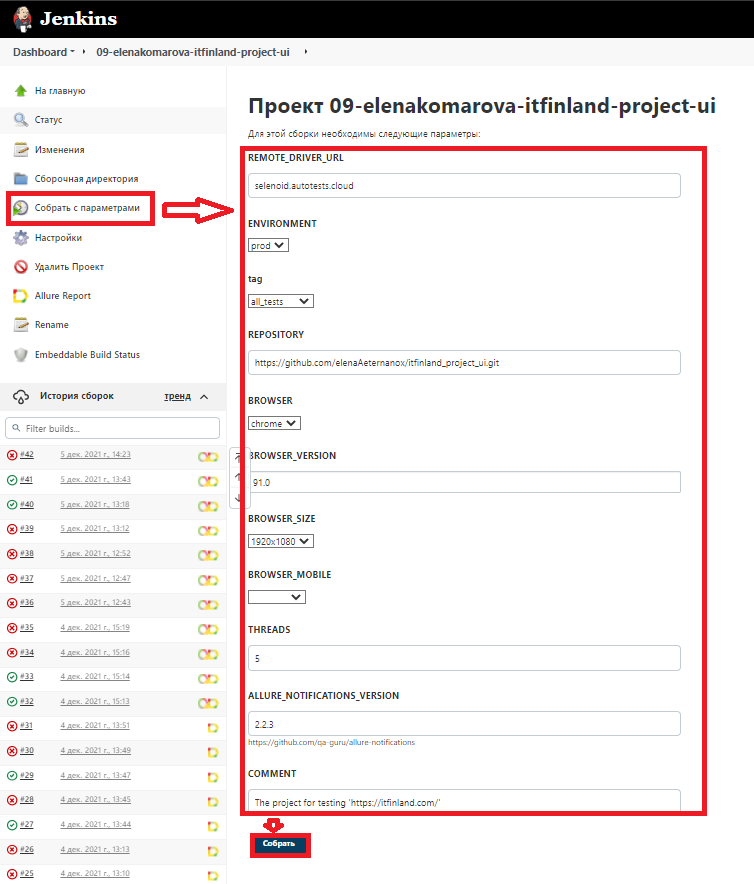 Jenkins
Dashboard
09-elenakomarova-itfinland-project-ui
На главную
Статус
Изменения
Сборочная директория
Собрать с параметрами
Настройки
Удалить Проект
Allure Report
Rename
Embeddable Build Status
История сборок тренд
Filter builds...
#42 5 дек. 2021 г., 14:23
#41 5 дек. 2021 г., 13:43
#40 5 дек. 2021 г., 13:18
#39 5 дек. 2021 г., 13:12
#38 5 дек. 2021 г., 12:52
#37 5 дек. 2021 г., 12:47
#36 5 дек. 2021 г., 12:43
#35 4 дек. 2021 г., 15:19
#34 4 дек. 2021 г., 15:16
#33 4 дек. 2021 г., 15:14
#32 4 дек. 2021 г., 15:13
#31 4 дек. 2021 г., 13:51
#30 4 дек. 2021 г., 13:49
#29 4 дек. 2021 г., 13:47
#28 4 дек. 2021 г., 13:45
#27 4 дек. 2021 г., 13:44
#26 4 дек. 2021 г., 13:13
#25 4 дек. 2021 г., 13:10
Проект 09-elenakomarova-itfinland-project-ui
Для этой сборки необходимы следующие параметры:
REMOTE_DRIVER_URL
selenoid.autotests.cloud
ENVIRONMENT
prod
tag
all_tests
REPOSITORY
https://github.com/elenaAeternanox/itfinland_project_ui.git
BROWSER
chrome
BROWSER_VERSION
91.0
BROWSER_SIZE
1920x1080
BROWSER_MOBILE
THREADS
5
ALLURE_NOTIFICATIONS_VERSION
2.2.3
https://github.com/qa-guru/allure-notifications
COMMENT
The project for testing 'https://itfinland.com/'
Собрать